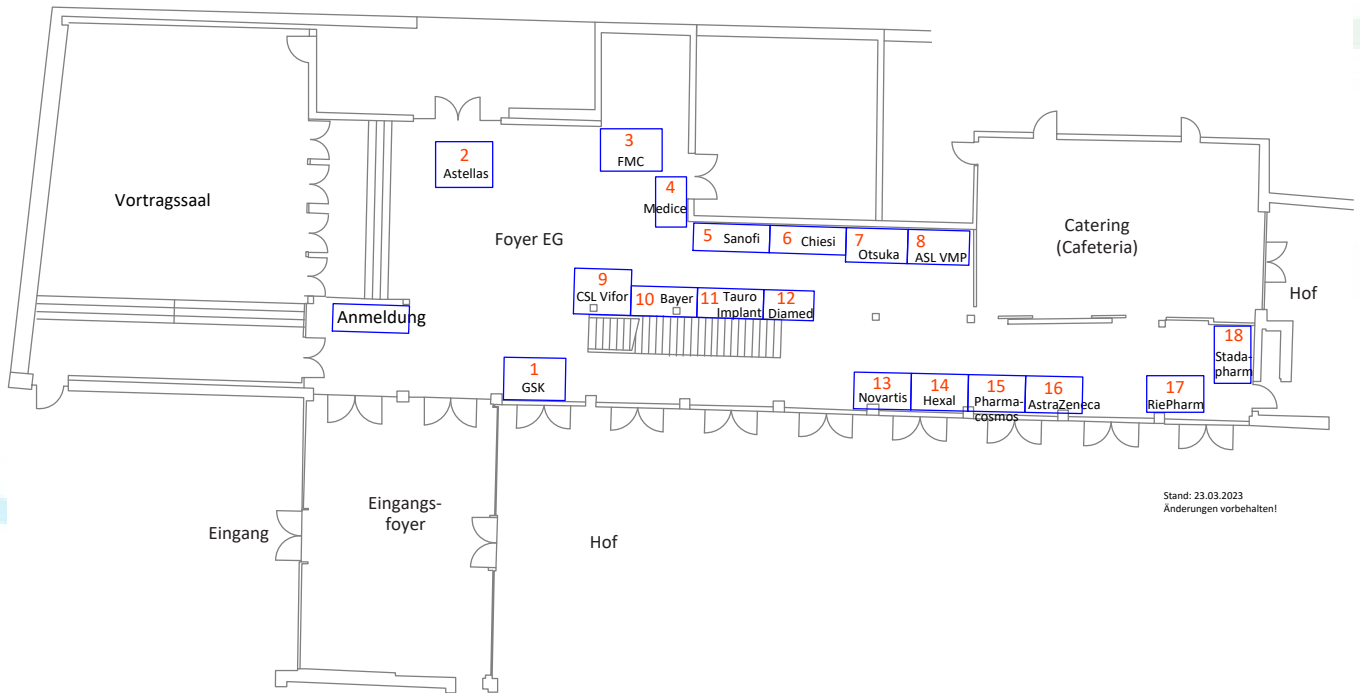 3
FMC
2
Astellas
4
Medice
Vortragssaal
Foyer EG
5 Sanofi
6 Chiesi
7
Otsuka
8
ASL VMP
Catering
(Cafeteria)
Hof
9
CSL Vifor
10 Bayer
11 Tauro
Implant
12
Diamed
Anmeldung
18
Stada-
pharm
1
GSK
13
Novartis
14
Hexal
15
Pharma-
cosmos
16
AstraZeneca
17
RiePharm
Eingangs-
foyer
Eingang
Hof
Stand: 23.03.2023
Änderungen vorbehalten!